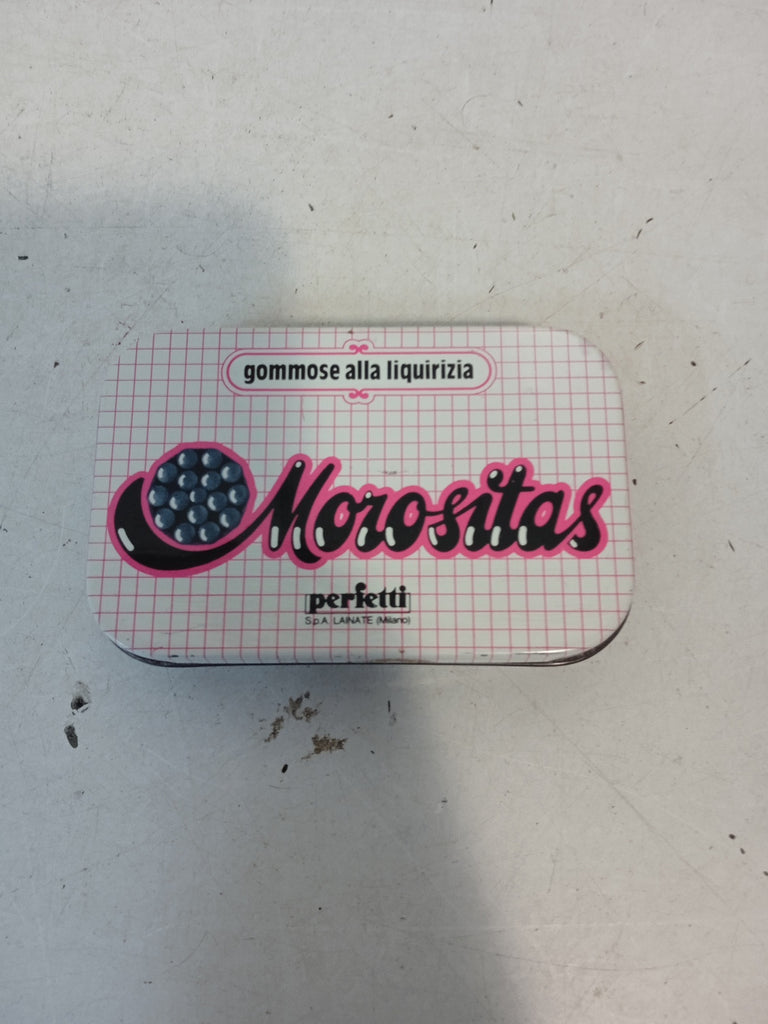 gommose alla liquirizia
Morositas
perfetti
S.p.A. LAINATE (Milano)